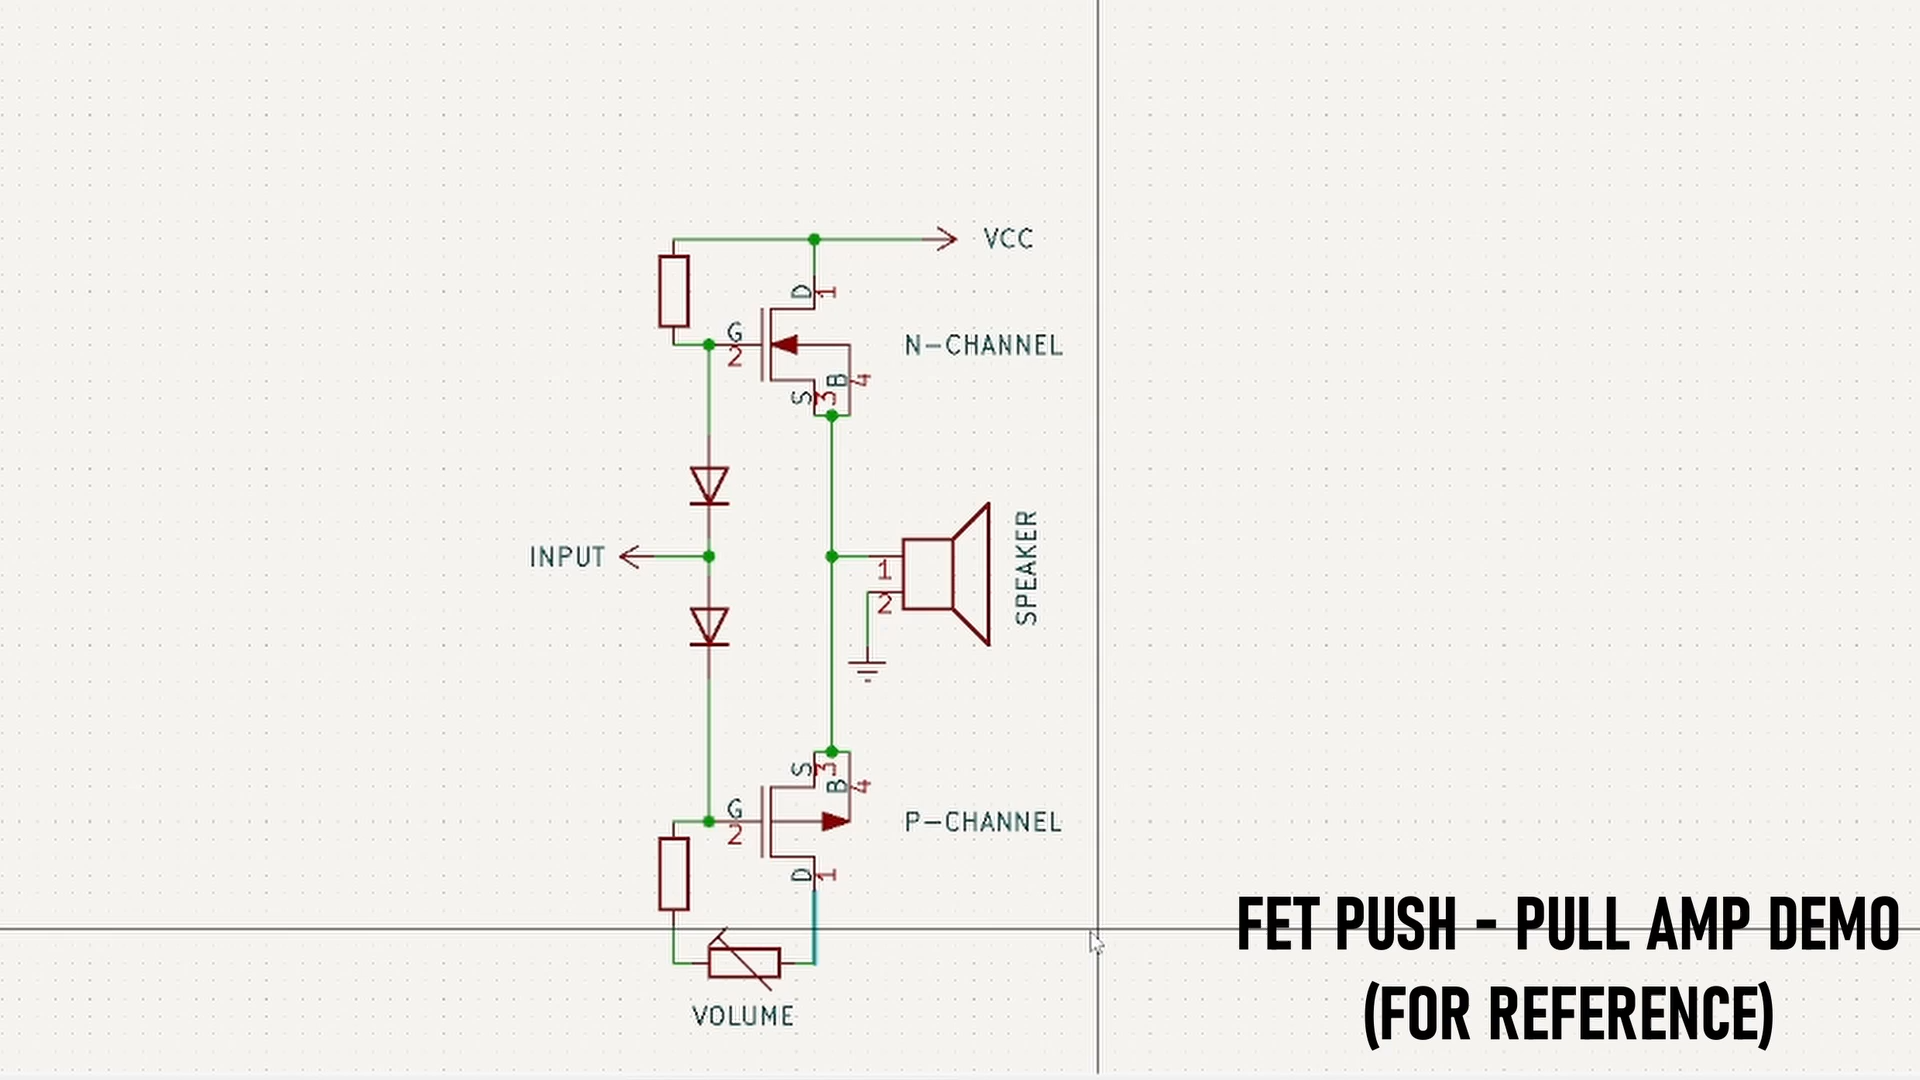 VCC
D
1
G
2
N-CHANNEL
B
4
S
3
INPUT
1
2
SPEAKER
S
3
B
4
G
2
P-CHANNEL
D
1
VOLUME
FET PUSH - PULL AMP DEMO
(FOR REFERENCE)